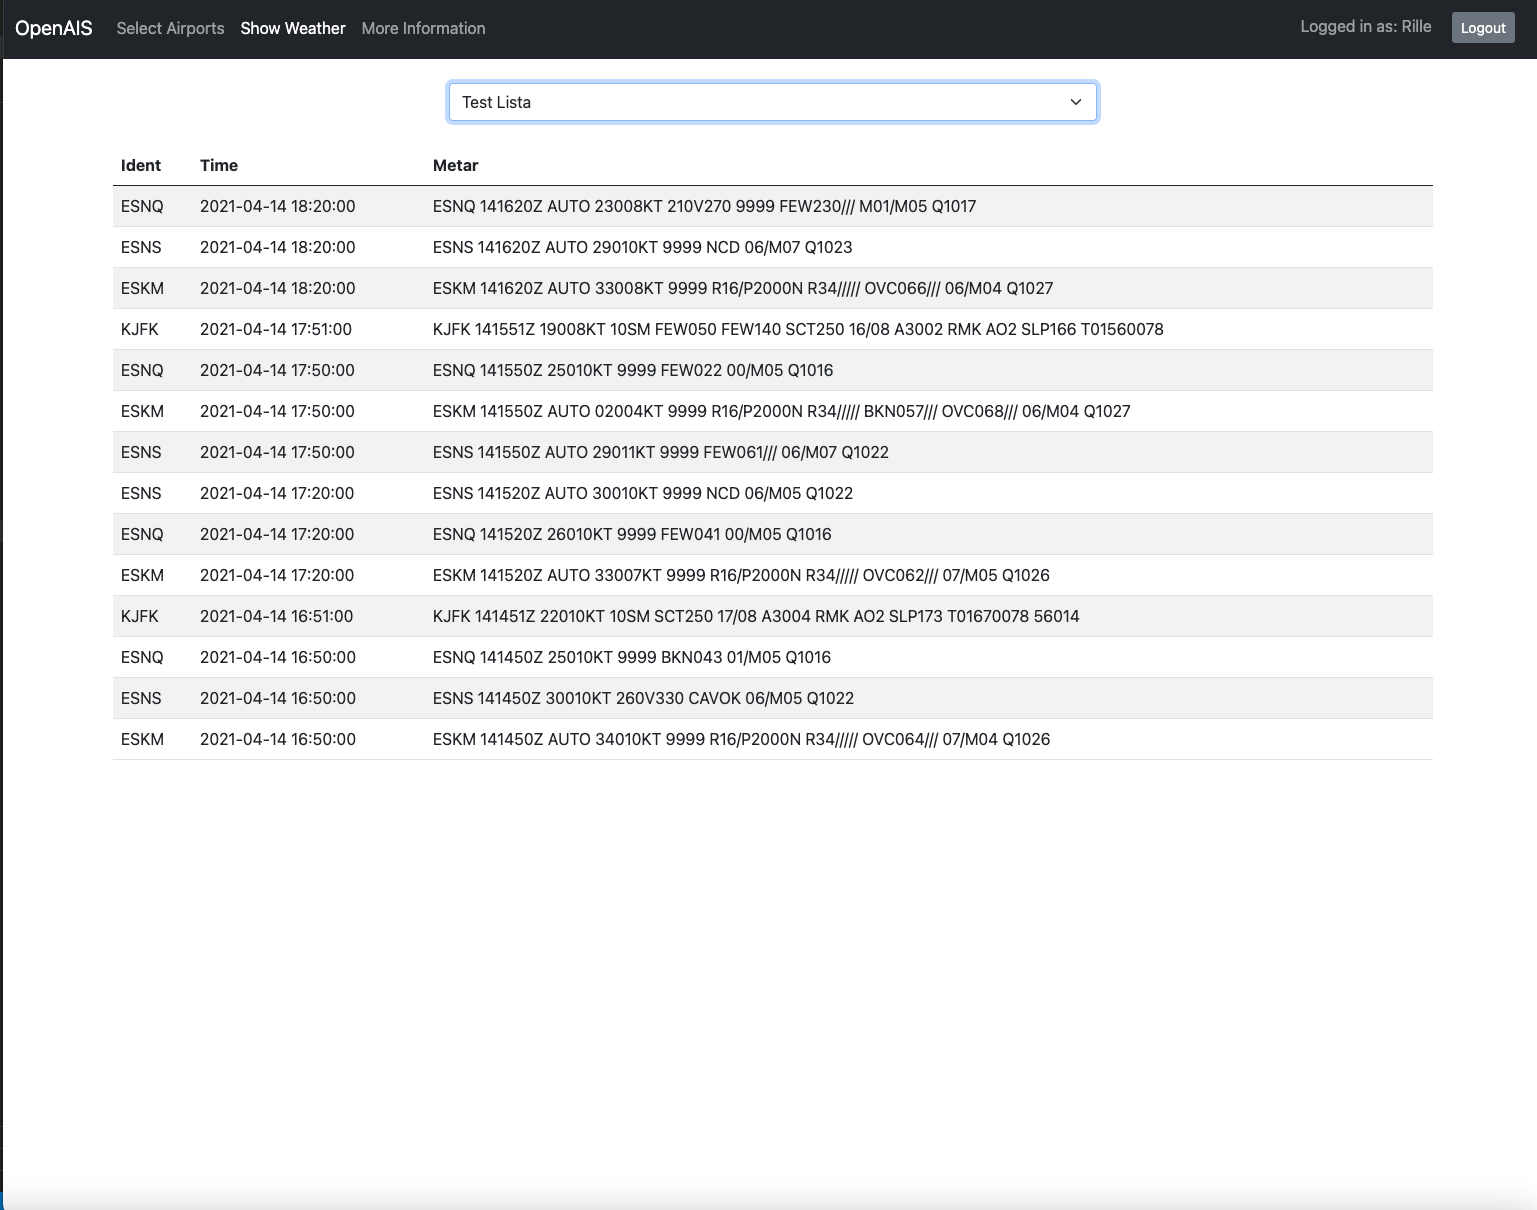 OpenAIS Select Airports Show Weather More Information Logged in as: Rille Logout
Test Lista
Ident Time Metar
ESNQ 2021-04-14 18:20:00 ESNQ 141620Z AUTO 23008KT 210V270 9999 FEW230/// M01/M05 Q1017
ESNS 2021-04-14 18:20:00 ESNS 141620Z AUTO 29010KT 9999 NCD 06/M07 Q1023
ESKM 2021-04-14 18:20:00 ESKM 141620Z AUTO 33008KT 9999 R16/P2000N R34///// OVC066/// 06/M04 Q1027
KJFK 2021-04-14 17:51:00 KJFK 141551Z 19008KT 10SM FEW050 FEW140 SCT250 16/08 A3002 RMK AO2 SLP166 T01560078
ESNQ 2021-04-14 17:50:00 ESNQ 141550Z 25010KT 9999 FEW022 00/M05 Q1016
ESKM 2021-04-14 17:50:00 ESKM 141550Z AUTO 02004KT 9999 R16/P2000N R34///// BKN057/// OVC068/// 06/M04 Q1027
ESNS 2021-04-14 17:50:00 ESNS 141550Z AUTO 29011KT 9999 FEW061/// 06/M07 Q1022
ESNS 2021-04-14 17:20:00 ESNS 141520Z AUTO 30010KT 9999 NCD 06/M05 Q1022
ESNQ 2021-04-14 17:20:00 ESNQ 141520Z 26010KT 9999 FEW041 00/M05 Q1016
ESKM 2021-04-14 17:20:00 ESKM 141520Z AUTO 33007KT 9999 R16/P2000N R34///// OVC062/// 07/M05 Q1026
KJFK 2021-04-14 16:51:00 KJFK 141451Z 22010KT 10SM SCT250 17/08 A3004 RMK AO2 SLP173 T01670078 56014
ESNQ 2021-04-14 16:50:00 ESNQ 141450Z 25010KT 9999 BKN043 01/M05 Q1016
ESNS 2021-04-14 16:50:00 ESNS 141450Z 30010KT 260V330 CAVOK 06/M05 Q1022
ESKM 2021-04-14 16:50:00 ESKM 141450Z AUTO 34010KT 9999 R16/P2000N R34///// OVC064/// 07/M04 Q1026